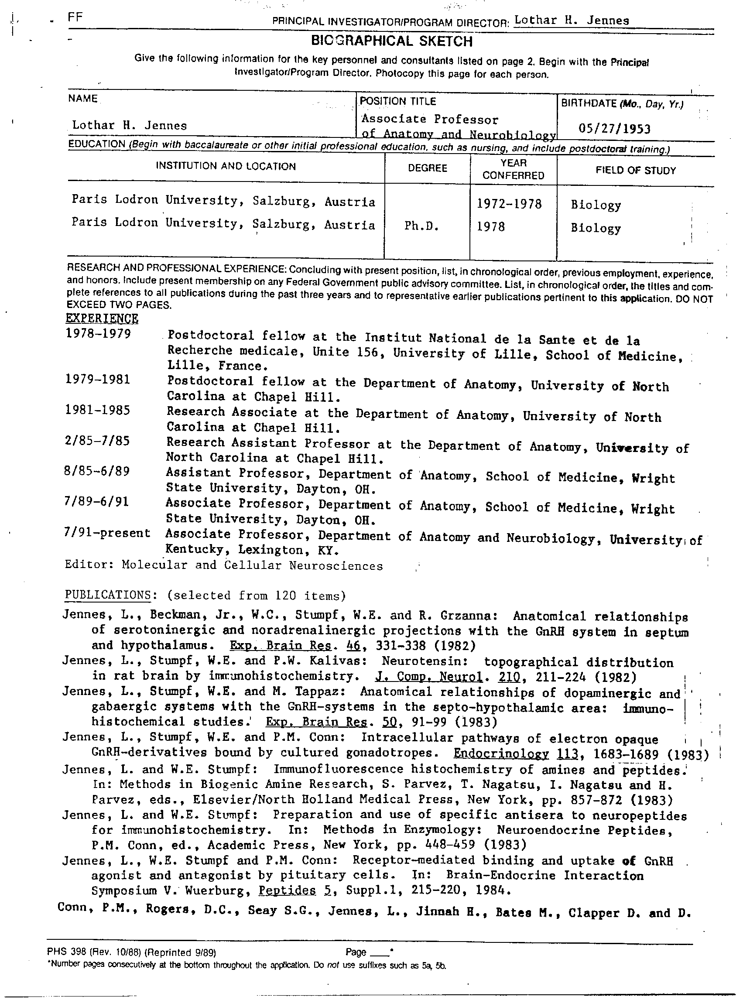 FF
PRINCIPAL INVESTIGATOR/PROGRAM DIRECTOR: Lothar H. Jennes
BIOGRAPHICAL SKETCH
Give the following information for the key personnel and consultants listed on page 2. Begin with the Principal
Investigator/Program Director. Photocopy this page for each person.
NAME
POSITION TITLE
BIRTHDATE (Mo., Day, Yr.)
Lothar H. Jennes
Associate Professor
of Anatomy and Neurobiology
05/27/1953
EDUCATION (Begin with baccalaureate or other initial professional education, such as nursing, and include postdoctoral training.)
INSTITUTION AND LOCATION
DEGREE
YEAR
CONFERRED
FIELD OF STUDY
Paris Lodron University, Salzburg, Austria 1972-1978 Biology
Paris Lodron University, Salzburg, Austria Ph.D. 1978 Biology
RESEARCH AND PROFESSIONAL EXPERIENCE: Concluding with present position, list, in chronological order, previous employment, experience,
and honors. Include present membership on any Federal Government public advisory committee. List, in chronological order, the titles and com-
plete references to all publications during the past three years and to representative earlier publications pertinent to this application. DO NOT
EXCEED TWO PAGES.
EXPERIENCE
1978-1979 Postdoctoral fellow at the Institut National de la Sante et de la
Recherche medicale, Unite 156, University of Lille, School of Medicine,
Lille, France.
1979-1981 Postdoctoral fellow at the Department of Anatomy, University of North
Carolina at Chapel Hill.
1981-1985 Research Associate at the Department of Anatomy, University of North
Carolina at Chapel Hill.
2/85-7/85 Research Assistant Professor at the Department of Anatomy, University of
North Carolina at Chapel Hill.
8/85-6/89 Assistant Professor, Department of Anatomy, School of Medicine, Wright
State University, Dayton, OH.
7/89-6/91 Associate Professor, Department of Anatomy, School of Medicine, Wright
State University, Dayton, OH.
7/91-present Associate Professor, Department of Anatomy and Neurobiology, University of
Kentucky, Lexington, KY.
Editor: Molecular and Cellular Neurosciences
PUBLICATIONS: (selected from 120 items)
Jennes, L., Beckman, Jr., W.C., Stumpf, W.E. and R. Grzanna: Anatomical relationships
of serotoninergic and noradrenalinergic projections with the GnRH system in septum
and hypothalamus. Exp. Brain Res. 46, 331-338 (1982)
Jennes, L., Stumpf, W.E. and P.W. Kalivas: Neurotensin: topographical distribution
in rat brain by immunohistochemistry. J. Comp. Neurol. 210, 211-224 (1982)
Jennes, L., Stumpf, W.E. and M. Tappaz: Anatomical relationships of dopaminergic and
gabaergic systems with the GnRH-systems in the septo-hypothalamic area: immuno-
histochemical studies. Exp. Brain Res. 50, 91-99 (1983)
Jennes, L., Stumpf, W.E. and P.M. Conn: Intracellular pathways of electron opaque
GnRH-derivatives bound by cultured gonadotropes. Endocrinology 113, 1683-1689 (1983)
Jennes, L. and W.E. Stumpf: Immunofluorescence histochemistry of amines and peptides.
In: Methods in Biogenic Amine Research, S. Parvez, T. Nagatsu, I. Nagatsu and H.
Parvez, eds., Elsevier/North Holland Medical Press, New York, pp. 857-872 (1983)
Jennes, L. and W.E. Stumpf: Preparation and use of specific antisera to neuropeptides
for immunohistochemistry. In: Methods in Enzymology: Neuroendocrine Peptides,
P.M. Conn, ed., Academic Press, New York, pp. 448-459 (1983)
Jennes, L., W.E. Stumpf and P.M. Conn: Receptor-mediated binding and uptake of GnRH
agonist and antagonist by pituitary cells. In: Brain-Endocrine Interaction
Symposium V. Wuerburg, Peptides 5, Suppl.1, 215-220, 1984.
Conn, P.M., Rogers, D.C., Seay S.G., Jennes, L., Jinnah H., Bates M., Clapper D. and D.
PHS 398 (Rev. 10/88) (Reprinted 9/89) Page ___*
*Number pages consecutively at the bottom throughout the application. Do not use suffixes such as 5a, 5b.